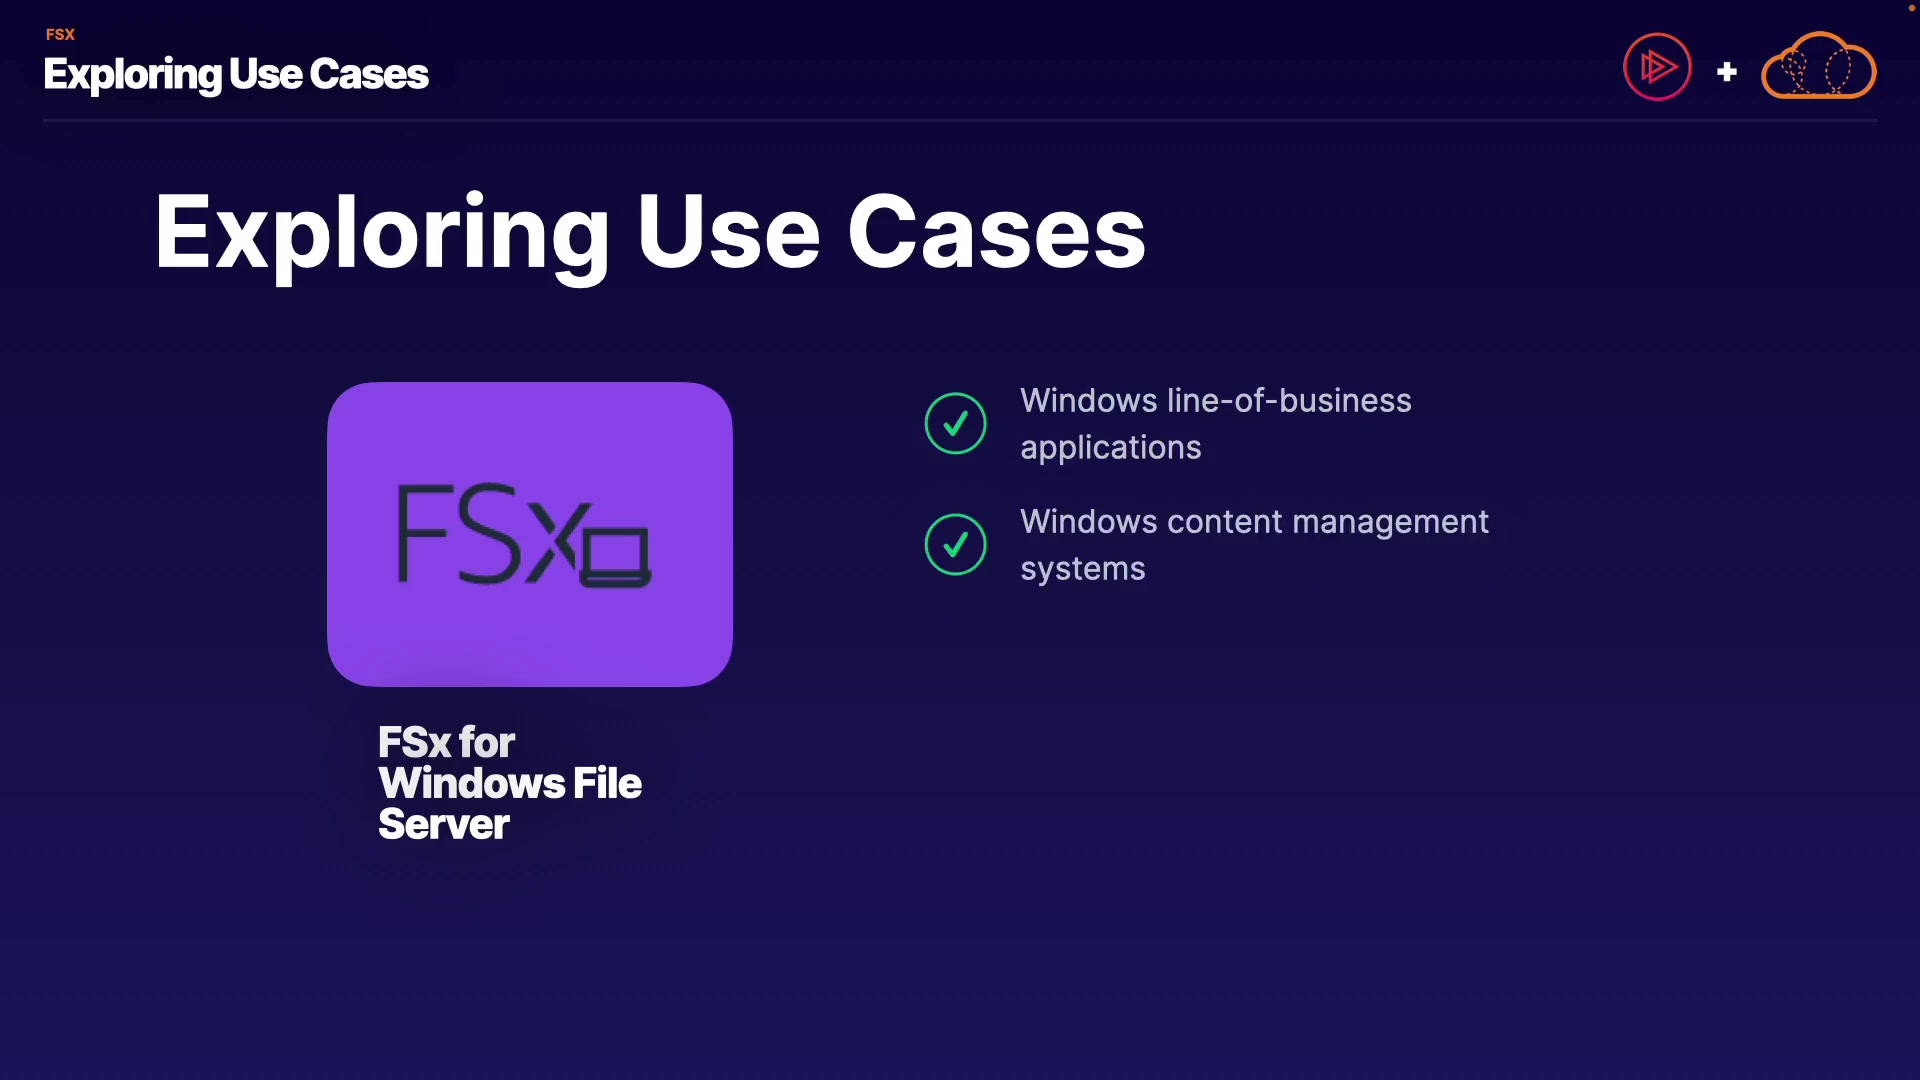 FSX
Exploring Use Cases
Exploring Use Cases
FSx
FSx for
Windows File
Server
Windows line-of-business
applications
Windows content management
systems